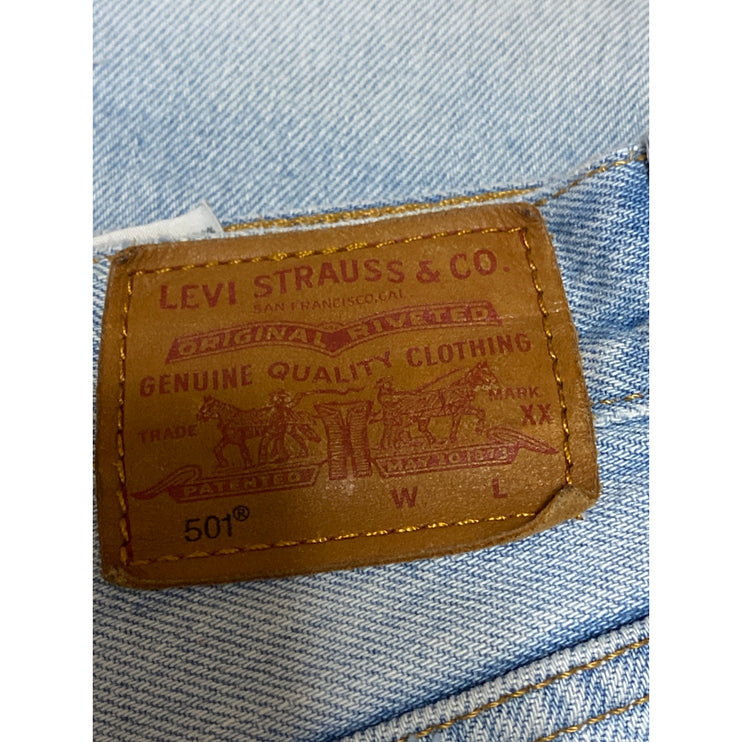 LEVI STRAUSS & CO.
SAN FRANCISCO, CAL.
ORIGINAL RIVETED
GENUINE QUALITY CLOTHING
TRADE MARK
XX
PATENTED MAY 20 1873
W L
501®